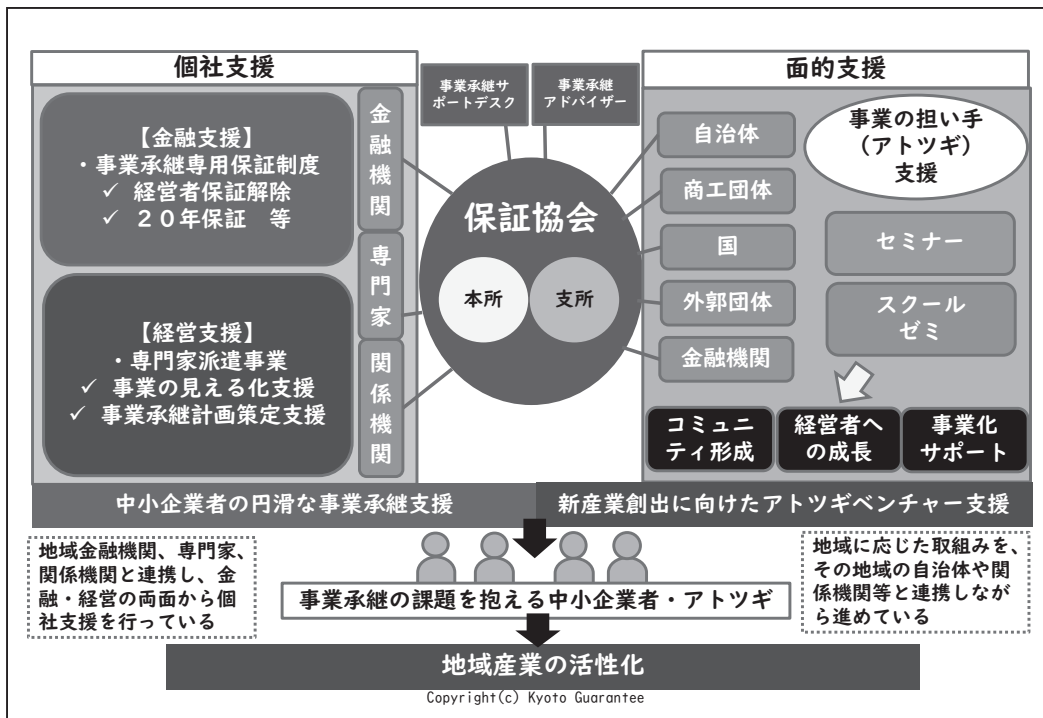 個社支援
【金融支援】
・事業承継専用保証制度
✓ 経営者保証解除
✓ 20年保証　等
【経営支援】
・専門家派遣事業
✓ 事業の見える化支援
✓ 事業承継計画策定支援
金融機関
専門家
関係機関
事業承継サ
ポートデスク
事業承継
アドバイザー
保証協会
本所
支所
面的支援
自治体
商工団体
国
外郭団体
金融機関
事業の担い手
（アトツギ）
支援
セミナー
スクール
ゼミ
コミュニ
ティ形成
経営者へ
の成長
事業化
サポート
中小企業者の円滑な事業承継支援
新産業創出に向けたアトツギベンチャー支援
地域金融機関、専門家、
関係機関と連携し、金
融・経営の両面から個
社支援を行っている
事業承継の課題を抱える中小企業者・アトツギ
地域に応じた取組みを、
その地域の自治体や関
係機関等と連携しなが
ら進めている
地域産業の活性化
Copyright(c) Kyoto Guarantee